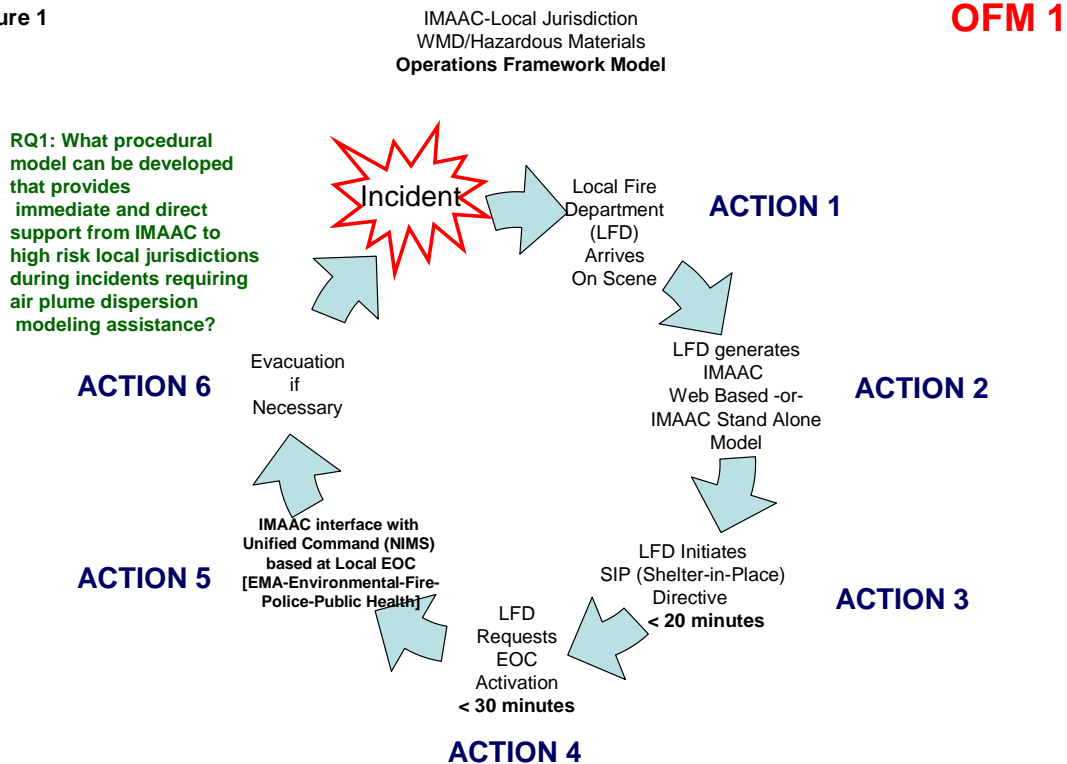 ure 1
IMAAC-Local Jurisdiction
WMD/Hazardous Materials
Operations Framework Model
OFM 1
RQ1: What procedural
model can be developed
that provides
immediate and direct
support from IMAAC to
high risk local jurisdictions
during incidents requiring
air plume dispersion
modeling assistance?
Incident
Local Fire
Department
(LFD)
Arrives
On Scene
ACTION 1
LFD generates
IMAAC
Web Based -or-
IMAAC Stand Alone
Model
ACTION 2
LFD Initiates
SIP (Shelter-in-Place)
Directive
< 20 minutes
ACTION 3
LFD
Requests
EOC
Activation
< 30 minutes
ACTION 4
IMAAC interface with
Unified Command (NIMS)
based at Local EOC
[EMA-Environmental-Fire-
Police-Public Health]
ACTION 5
Evacuation
if
Necessary
ACTION 6